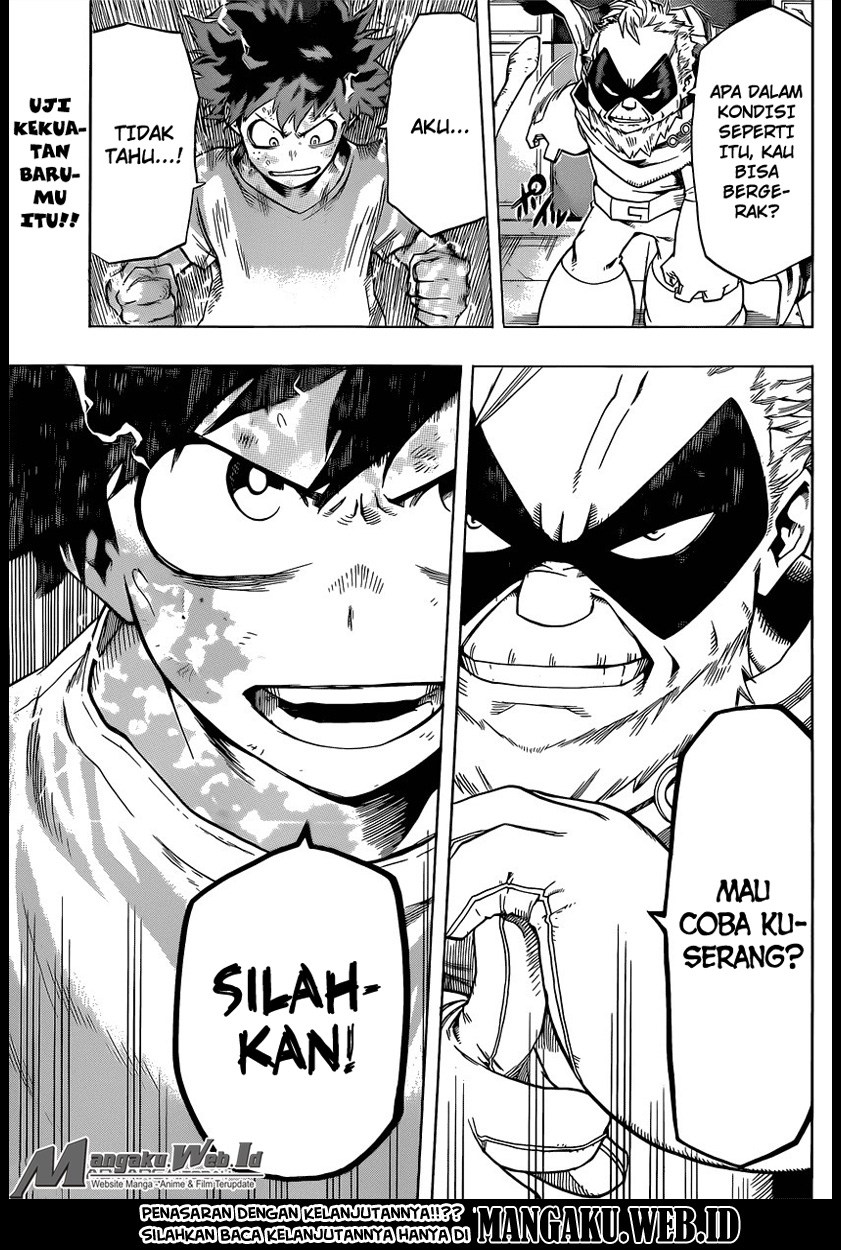 APA DALAM
KONDISI
SEPERTI
ITU, KAU
BISA
BERGE-
RAK?
AKU...
TIDAK
TAHU...!
UJI
KEKUA-
TAN
BARU-
MU
ITU!!
G
MAU
COBA KU-
SERANG?
SILAH-
KAN!
Mangaku.Web.Id
Website Manga - Anime & Film Terupdate
PENASARAN DENGAN KELANJUTANNYA!!??
SILAHKAN BACA KELANJUTANNYA HANYA DI MANGAKU.WEB.ID